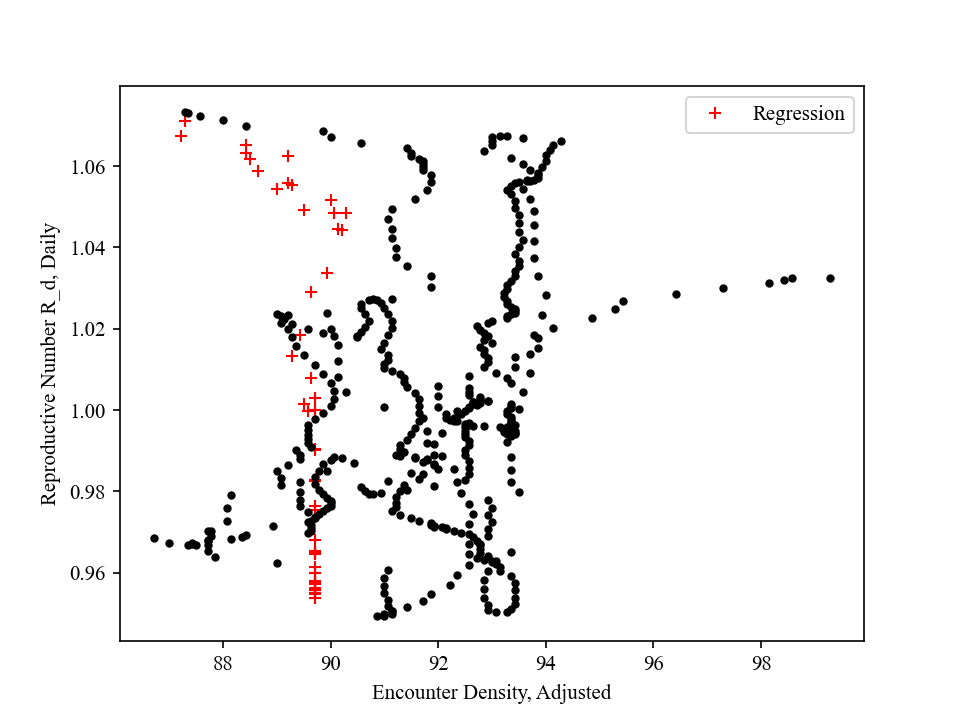 Regression
1.06
1.04
1.02
1.00
0.98
0.96
Reproductive Number R_d, Daily
88 90 92 94 96 98
Encounter Density, Adjusted